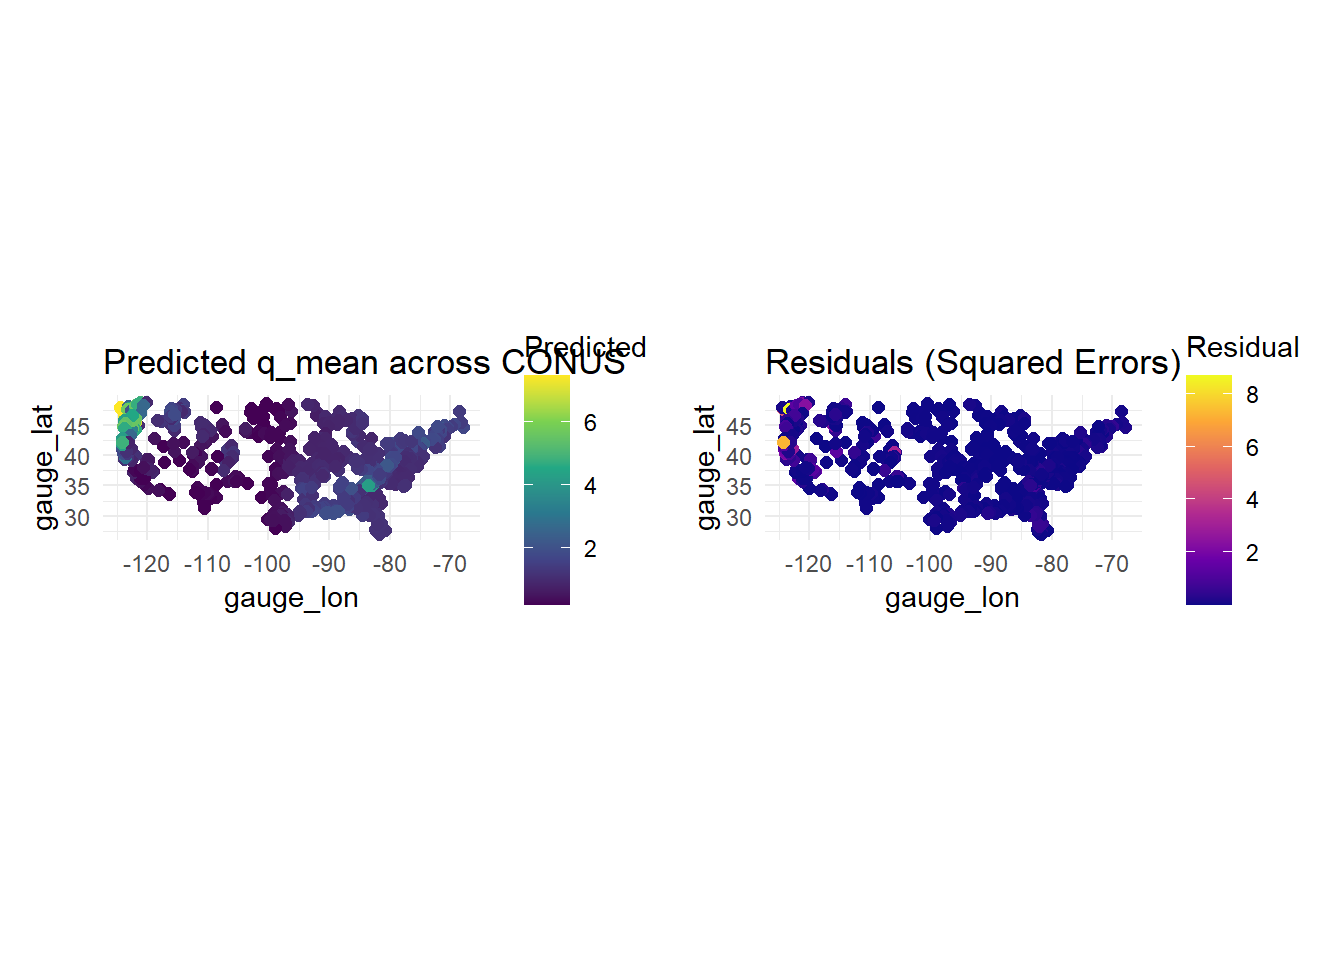 Predicted q_mean across CONUS
gauge_lat
45
40
35
30
-120 -110 -100 -90 -80 -70
gauge_lon
Predicted
6
4
2
Residuals (Squared Errors)
gauge_lat
45
40
35
30
-120 -110 -100 -90 -80 -70
gauge_lon
Residual
8
6
4
2